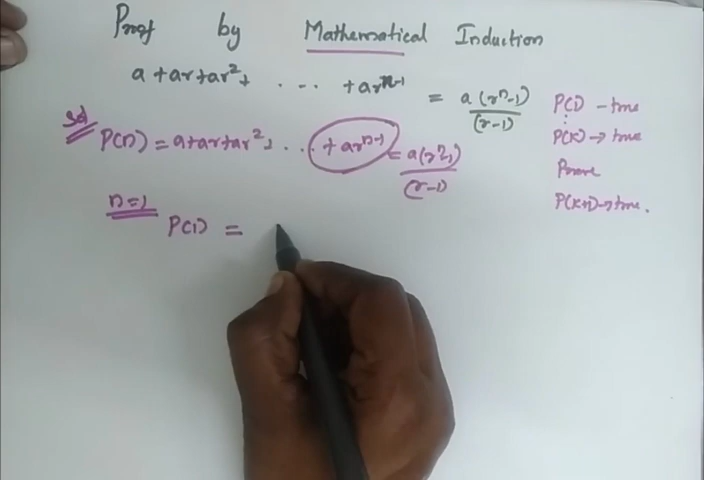 Proof by Mathematical Induction
a + ar + ar² + . . . . + arⁿ⁻¹ = a (rⁿ-1) / (r-1)
Sol P(n) = a + ar + ar² + . . . + arⁿ⁻¹ = a(rⁿ-1) / (r-1)
n=1
P(1) =
P(1) - true
⋮
P(k) → true
Prove
P(k+1) → true.